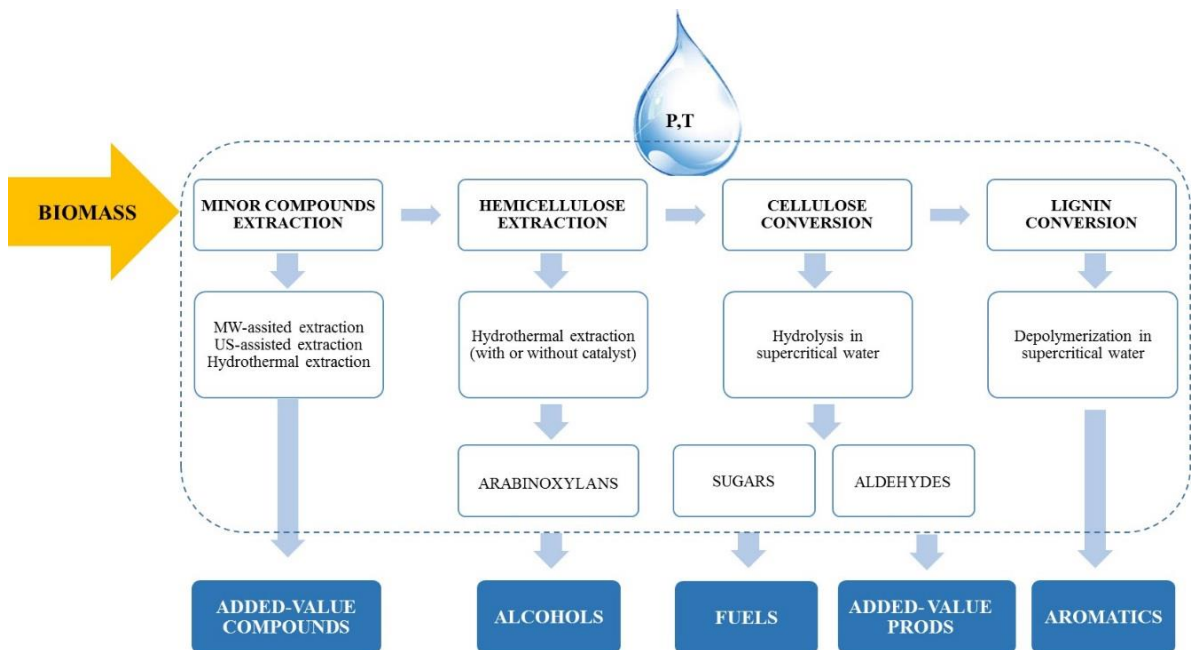 P,T
BIOMASS
MINOR COMPOUNDS
EXTRACTION
HEMICELLULOSE
EXTRACTION
CELLULOSE
CONVERSION
LIGNIN
CONVERSION
MW-assited extraction
US-assisted extraction
Hydrothermal extraction
Hydrothermal extraction
(with or without catalyst)
Hydrolysis in
supercritical water
Depolymerization in
supercritical water
ARABINOXYLANS
SUGARS
ALDEHYDES
ADDED-VALUE
COMPOUNDS
ALCOHOLS
FUELS
ADDED- VALUE
PRODS
AROMATICS